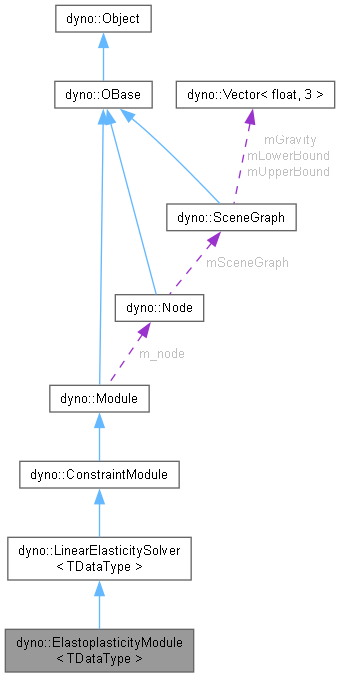 dyno::Object
dyno::OBase
dyno::Vector< float, 3 >
mGravity
mLowerBound
mUpperBound
dyno::SceneGraph
mSceneGraph
dyno::Node
m_node
dyno::Module
dyno::ConstraintModule
dyno::LinearElasticitySolver
< TDataType >
dyno::ElastoplasticityModule
< TDataType >